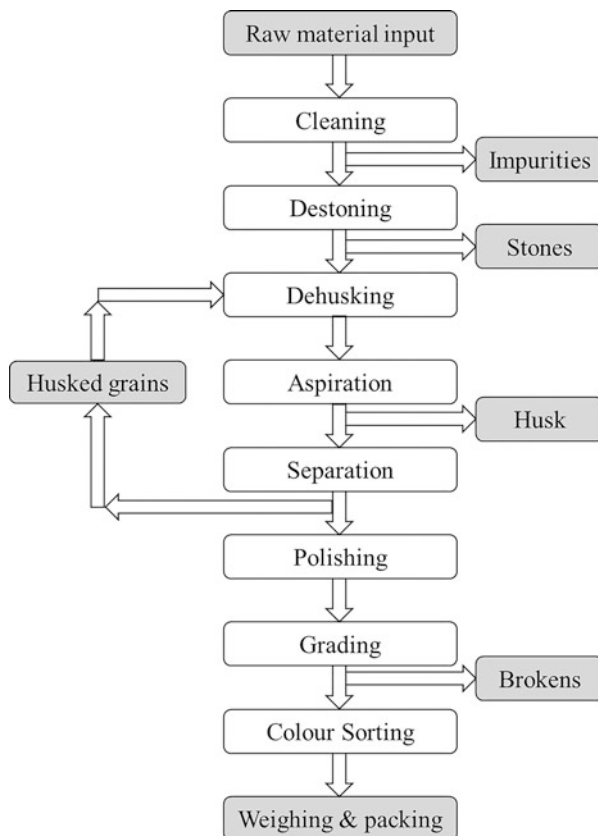 Raw material input
Cleaning
Impurities
Destoning
Stones
Dehusking
Husked grains
Aspiration
Husk
Separation
Polishing
Grading
Brokens
Colour Sorting
Weighing & packing